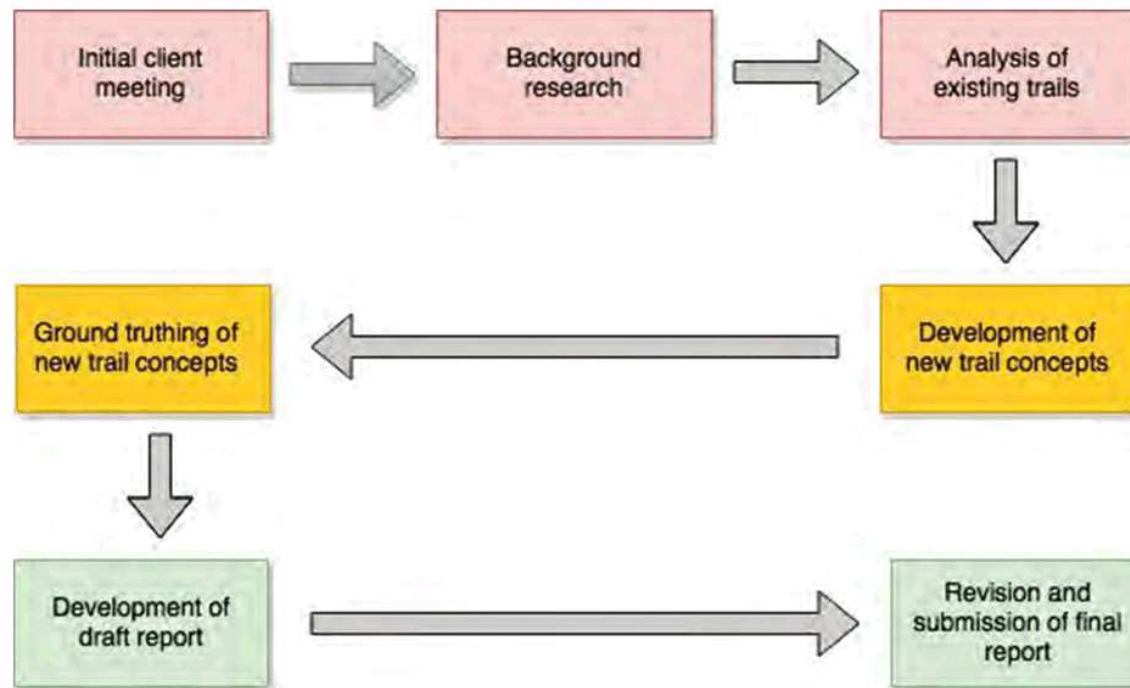 Initial client
meeting
Background
research
Analysis of
existing trails
Development of
new trail concepts
Ground truthing of
new trail concepts
Development of
draft report
Revision and
submission of final
report